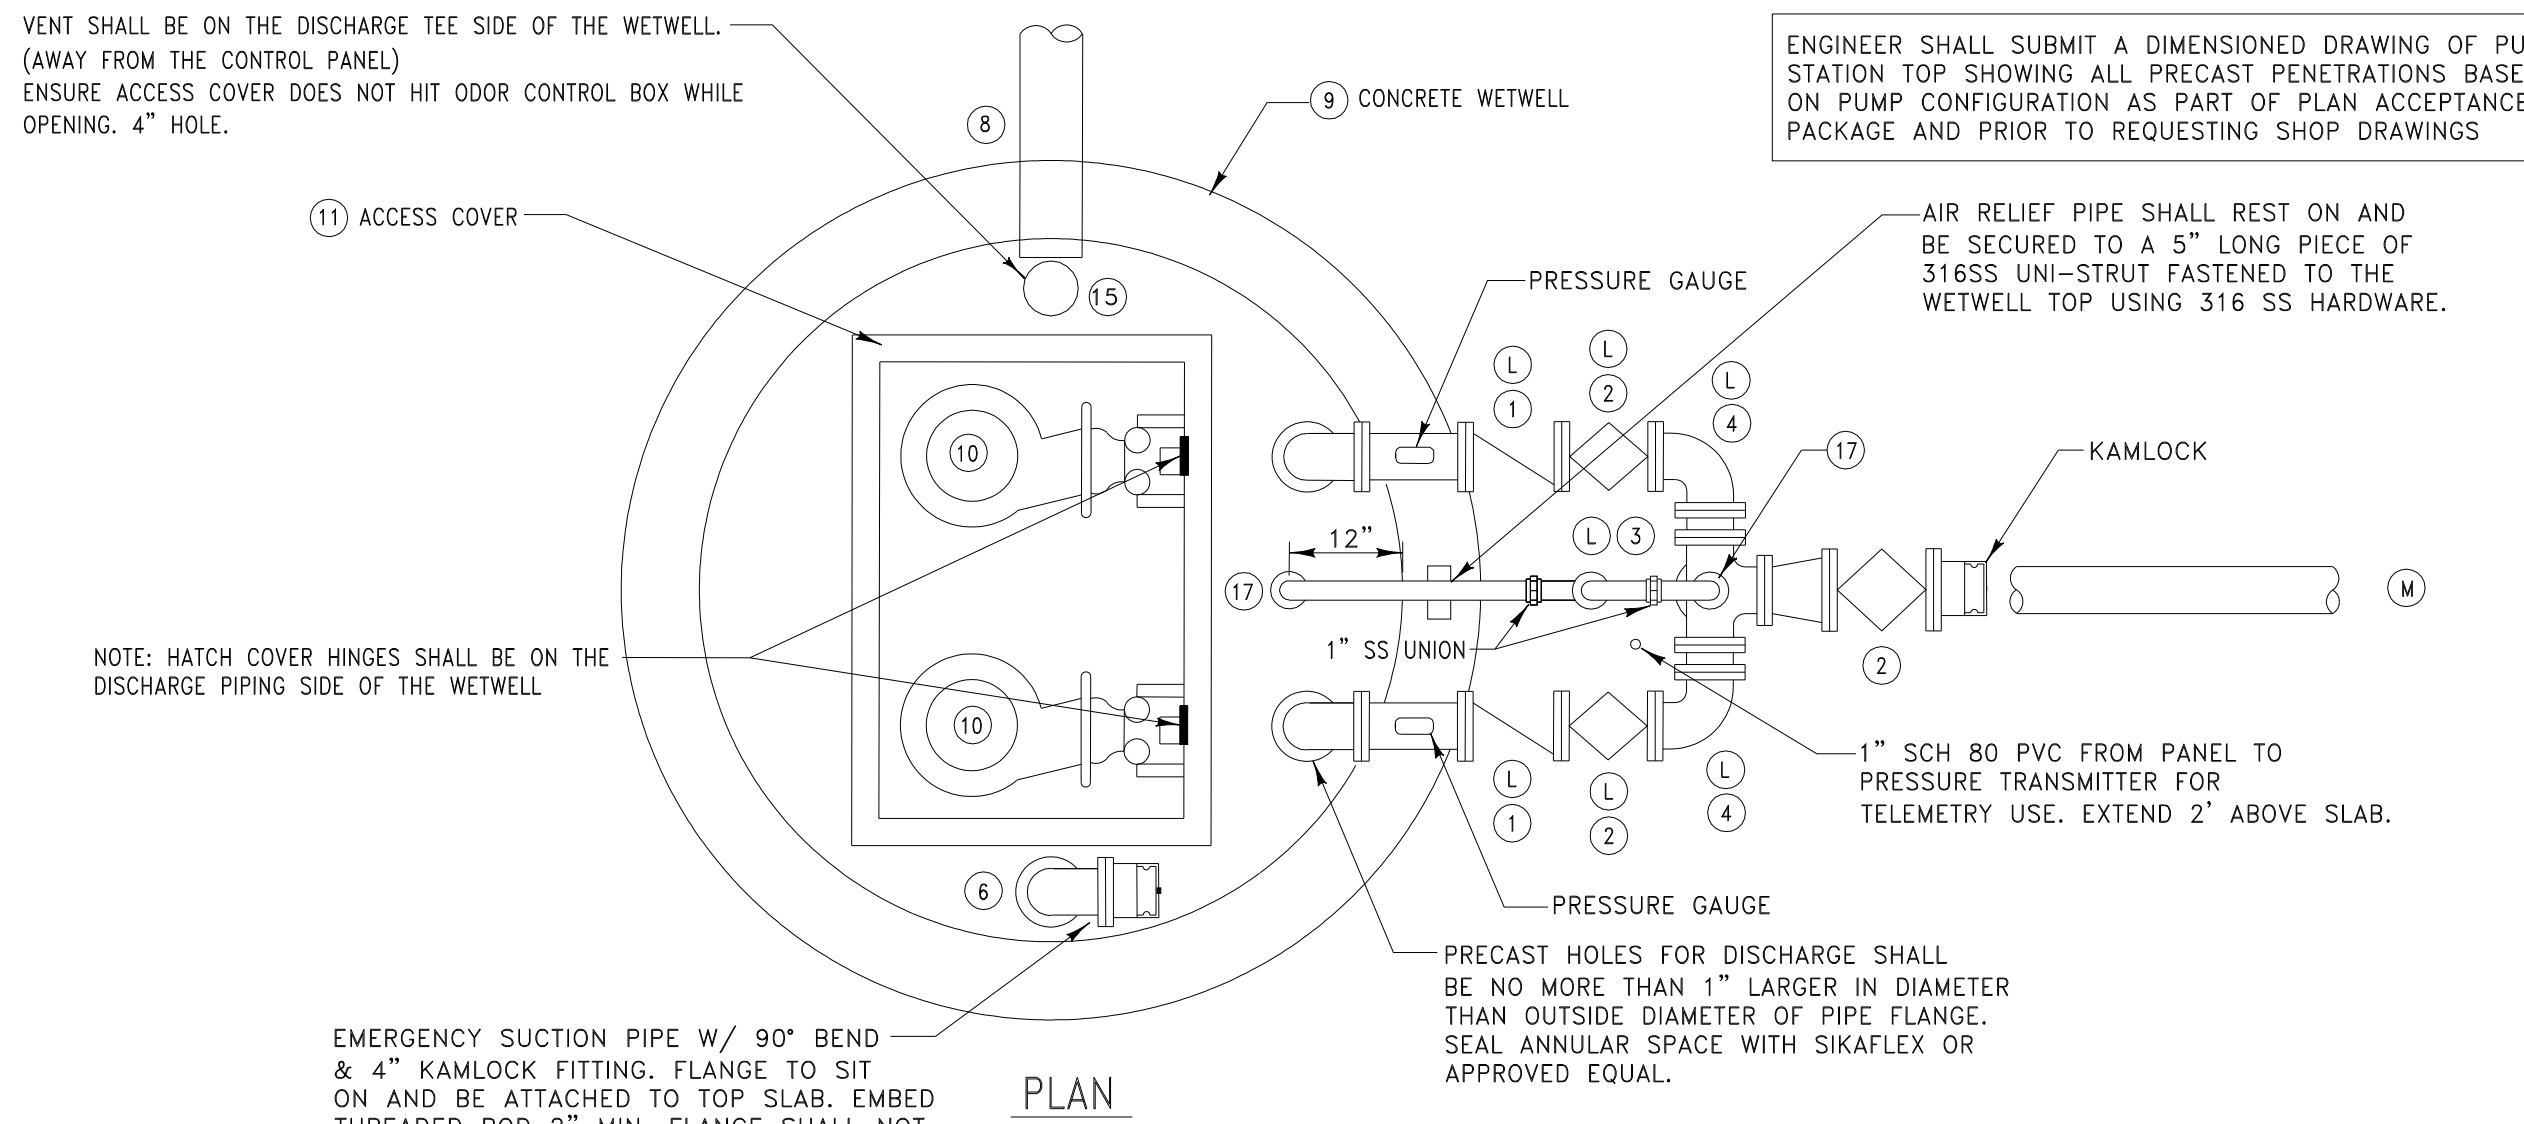 VENT SHALL BE ON THE DISCHARGE TEE SIDE OF THE WETWELL.
(AWAY FROM THE CONTROL PANEL)
ENSURE ACCESS COVER DOES NOT HIT ODOR CONTROL BOX WHILE
OPENING. 4” HOLE.
ENGINEER SHALL SUBMIT A DIMENSIONED DRAWING OF
STATION TOP SHOWING ALL PRECAST PENETRATIONS
ON PUMP CONFIGURATION AS PART OF PLAN ACCEPTANCE
PACKAGE AND PRIOR TO REQUESTING SHOP DRAWINGS
8
9 CONCRETE WETWELL
11 ACCESS COVER
15
AIR RELIEF PIPE SHALL REST ON AND
BE SECURED TO A 5” LONG PIECE OF
316SS UNI-STRUT FASTENED TO THE
WETWELL TOP USING 316 SS HARDWARE.
PRESSURE GAUGE
L
1
L
2
L
4
10
17
KAMLOCK
12”
L 3
17
M
1” SS UNION
2
NOTE: HATCH COVER HINGES SHALL BE ON THE
DISCHARGE PIPING SIDE OF THE WETWELL
10
1” SCH 80 PVC FROM PANEL TO
PRESSURE TRANSMITTER FOR
TELEMETRY USE. EXTEND 2’ ABOVE SLAB.
L
1
L
2
L
4
6
PRESSURE GAUGE
PRECAST HOLES FOR DISCHARGE SHALL
BE NO MORE THAN 1” LARGER IN DIAMETER
THAN OUTSIDE DIAMETER OF PIPE FLANGE.
SEAL ANNULAR SPACE WITH SIKAFLEX OR
APPROVED EQUAL.
EMERGENCY SUCTION PIPE W/ 90° BEND
& 4” KAMLOCK FITTING. FLANGE TO SIT
ON AND BE ATTACHED TO TOP SLAB. EMBED
THREADED ROD 3” MIN. FLANGE SHALL NOT
PLAN